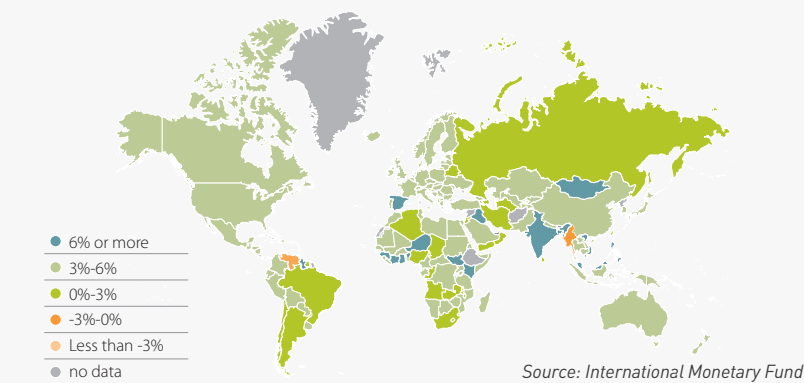 6% or more
3%-6%
0%-3%
-3%-0%
Less than -3%
no data
Source: International Monetary Fund